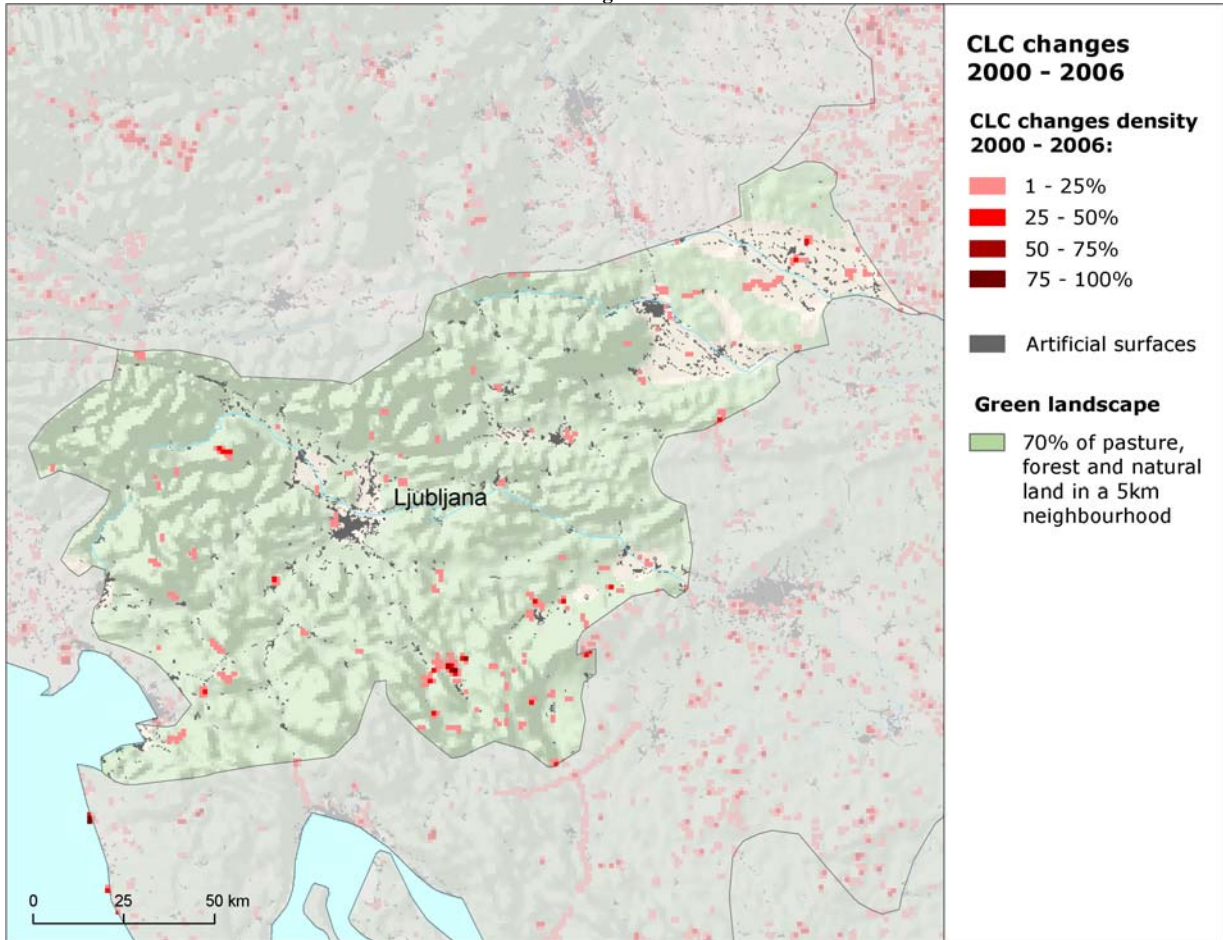 CLC changes
2000 - 2006
CLC changes density
2000 - 2006:
1 - 25%
25 - 50%
50 - 75%
75 - 100%
Artificial surfaces
Green landscape
70% of pasture,
forest and natural
land in a 5km
neighbourhood
Ljubljana
0 25 50 km